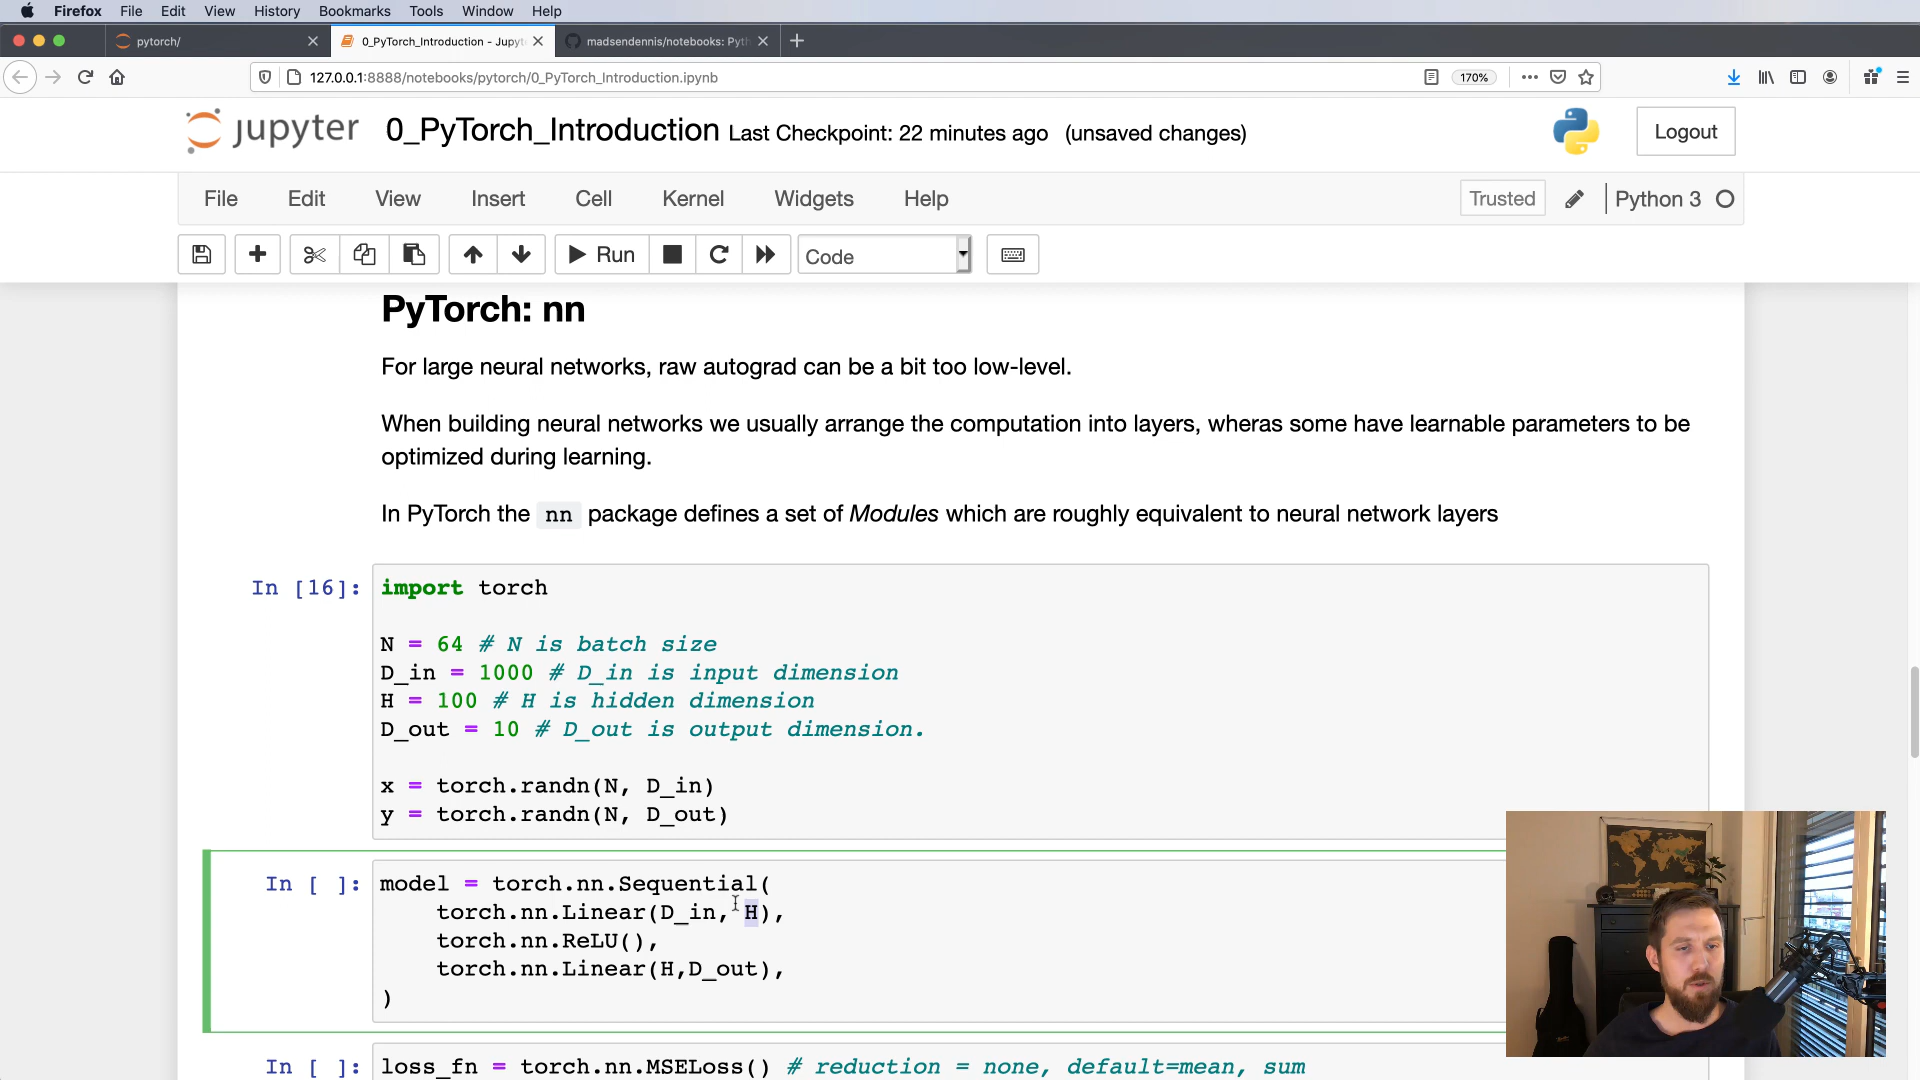 Firefox File Edit View History Bookmarks Tools Window Help
pytorch/ 0_PyTorch_Introduction - Jupyt madsendennis/notebooks: Pyth
127.0.0.1:8888/notebooks/pytorch/0_PyTorch_Introduction.ipynb 170%
jupyter 0_PyTorch_Introduction Last Checkpoint: 22 minutes ago (unsaved changes) Logout
File Edit View Insert Cell Kernel Widgets Help Trusted Python 3
Run Code
PyTorch: nn
For large neural networks, raw autograd can be a bit too low-level.
When building neural networks we usually arrange the computation into layers, wheras some have learnable parameters to be
optimized during learning.
In PyTorch the nn package defines a set of Modules which are roughly equivalent to neural network layers
In [16]: import torch
N = 64 # N is batch size
D_in = 1000 # D_in is input dimension
H = 100 # H is hidden dimension
D_out = 10 # D_out is output dimension.
x = torch.randn(N, D_in)
y = torch.randn(N, D_out)
In [ ]: model = torch.nn.Sequential(
torch.nn.Linear(D_in, H),
torch.nn.ReLU(),
torch.nn.Linear(H,D_out),
)
In [ ]: loss_fn = torch.nn.MSELoss() # reduction = none, default=mean, sum